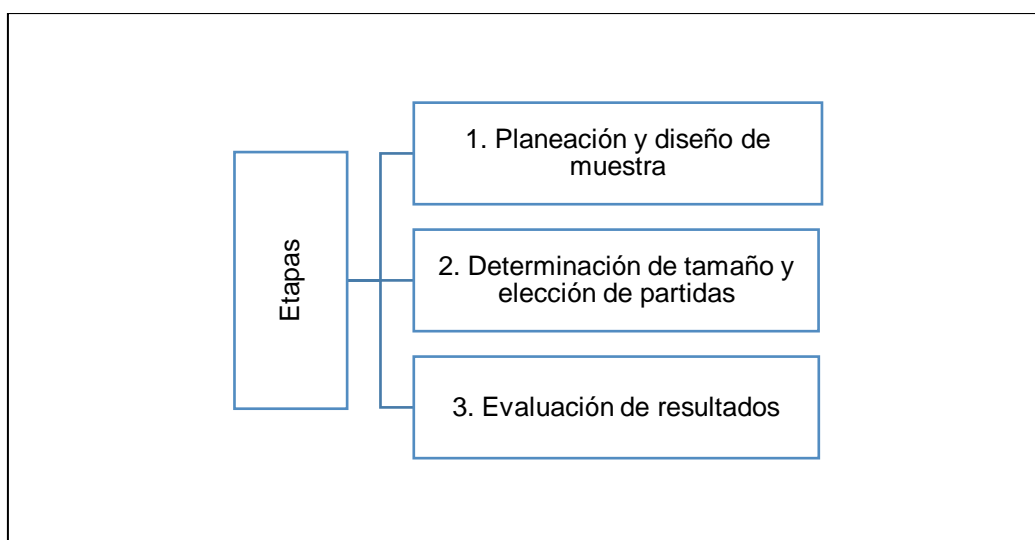 Etapas
1. Planeación y diseño de
muestra
2. Determinación de tamaño y
elección de partidas
3. Evaluación de resultados